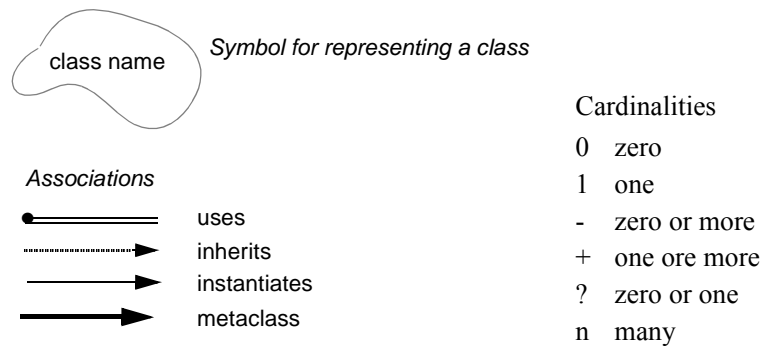 class name
Symbol for representing a class
Associations
uses
inherits
instantiates
metaclass
Cardinalities
0 zero
1 one
- zero or more
+ one ore more
? zero or one
n many